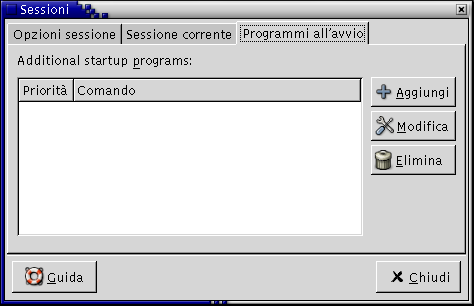 Sessioni
Opzioni sessione Sessione corrente Programmi all'avvio
Additional startup programs:
Priorità Comando
Aggiungi
Modifica
Elimina
Guida Chiudi